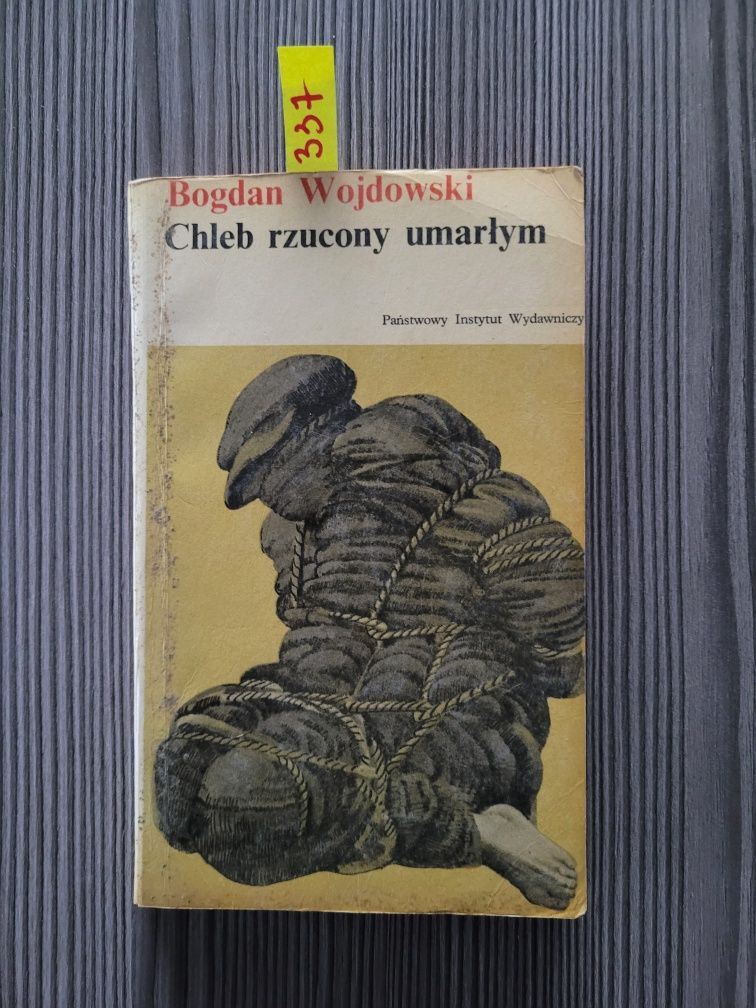 337
Bogdan Wojdowski
Chleb rzucony umarłym
Państwowy Instytut Wydawniczy